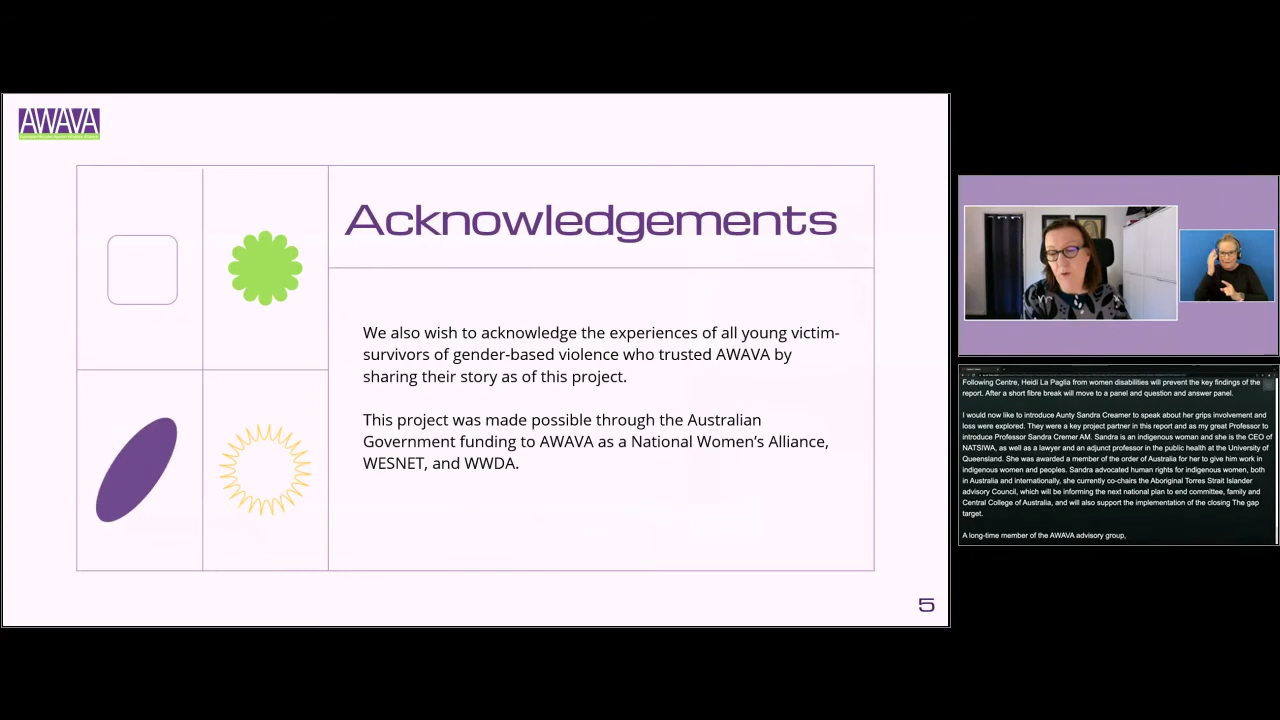 AWAVA
Acknowledgements
We also wish to acknowledge the experiences of all young victim-
survivors of gender-based violence who trusted AWAVA by
sharing their story as of this project.
This project was made possible through the Australian
Government funding to AWAVA as a National Women’s Alliance,
WESNET, and WWDA.
5
Following Centre, Heidi La Paglia from women disabilities will prevent the key findings of the
report. After a short fibre break will move to a panel and question and answer panel.
I would now like to introduce Aunty Sandra Creamer to speak about her grips involvement and
loss were explored. They were a key project partner in this report and as my great Professor to
introduce Professor Sandra Cremer AM. Sandra is an indigenous woman and she is the CEO of
NATSIWA, as well as a lawyer and an adjunct professor in the public health at the University of
Queensland. She was awarded a member of the order of Australia for her to give him work in
indigenous women and peoples. Sandra advocated human rights for indigenous women, both
in Australia and internationally, she currently co-chairs the Aboriginal Torres Strait Islander
advisory Council, which will be informing the next national plan to end committee, family and
Central College of Australia, and will also support the implementation of the closing The gap
target.
A long-time member of the AWAVA advisory group,